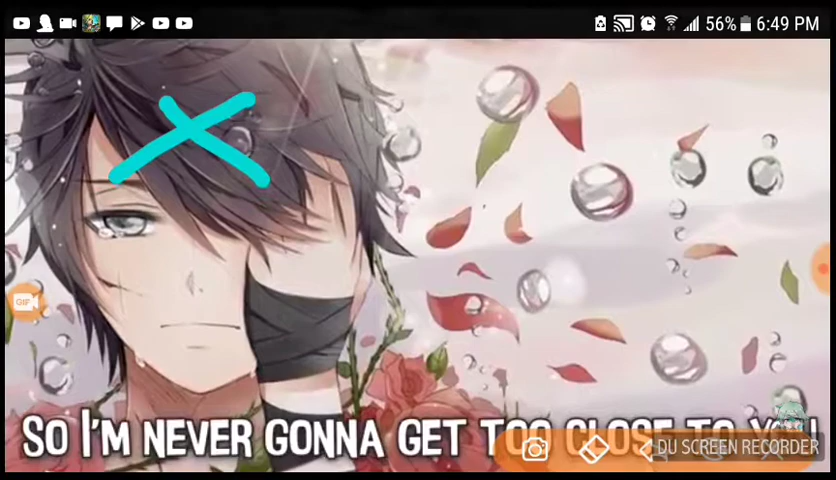 56% 6:49 PM
GIF
SO I'M NEVER GONNA GET TOO CLOSE TO YOU
DU SCREEN RECORDER